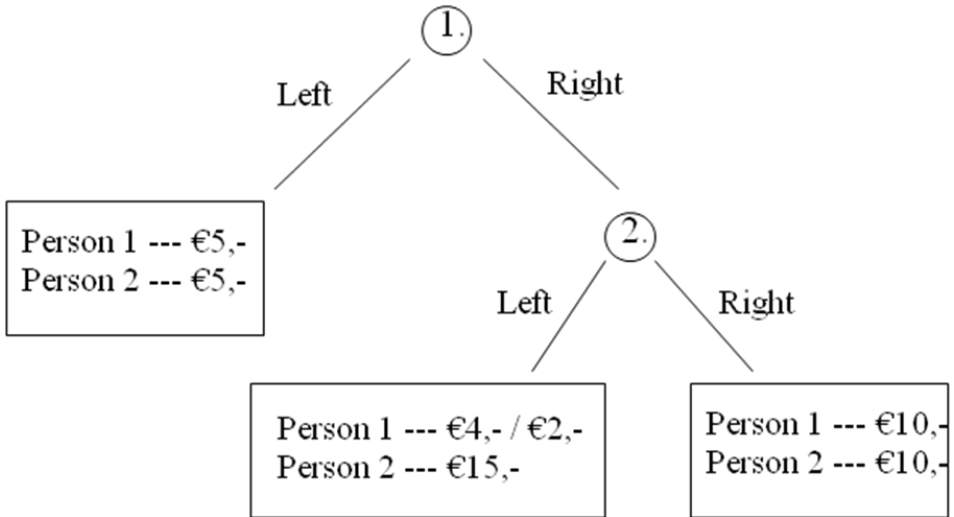 1.
Left
Right
Person 1 --- €5,-
Person 2 --- €5,-
2.
Left
Right
Person 1 --- €4,- / €2,-
Person 2 --- €15,-
Person 1 --- €10,-
Person 2 --- €10,-